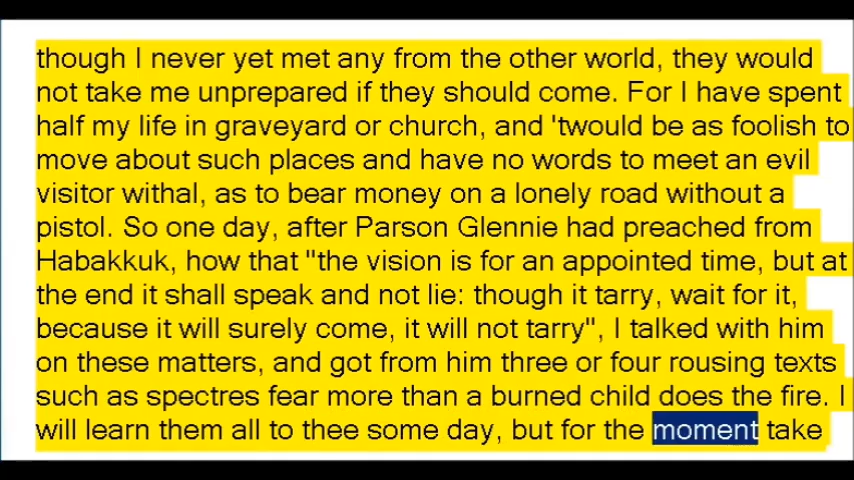 though I never yet met any from the other world, they would
not take me unprepared if they should come. For I have spent
half my life in graveyard or church, and 'twould be as foolish to
move about such places and have no words to meet an evil
visitor withal, as to bear money on a lonely road without a
pistol. So one day, after Parson Glennie had preached from
Habakkuk, how that "the vision is for an appointed time, but at
the end it shall speak and not lie: though it tarry, wait for it,
because it will surely come, it will not tarry", I talked with him
on these matters, and got from him three or four rousing texts
such as spectres fear more than a burned child does the fire. I
will learn them all to thee some day, but for the moment take